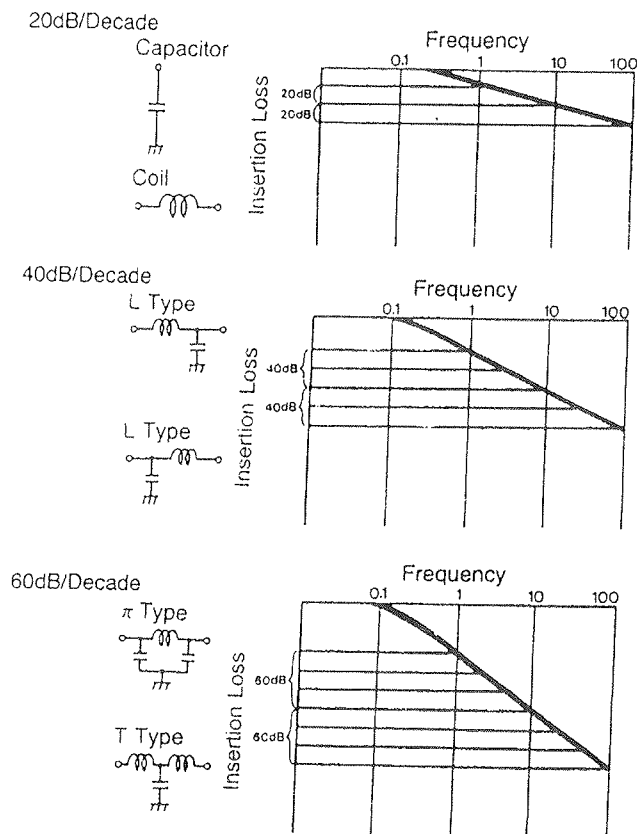 20dB/Decade
Capacitor
Coil
Frequency
0.1 1 10 100
Insertion Loss
20dB
20dB
40dB/Decade
L Type
L Type
Frequency
0.1 1 10 100
Insertion Loss
40dB
40dB
60dB/Decade
π Type
T Type
Frequency
0.1 1 10 100
Insertion Loss
60dB
60dB